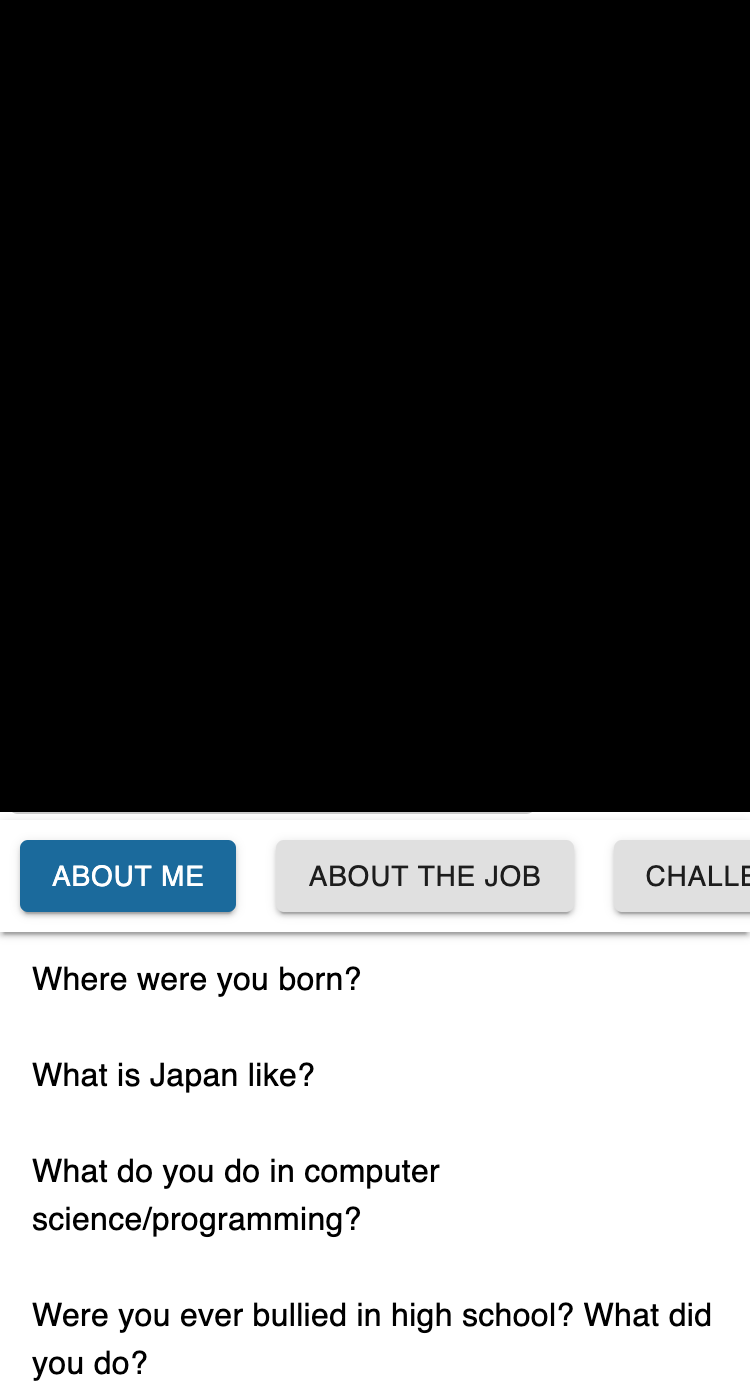 ABOUT ME ABOUT THE JOB CHALLE
Where were you born?
What is Japan like?
What do you do in computer
science/programming?
Were you ever bullied in high school? What did
you do?